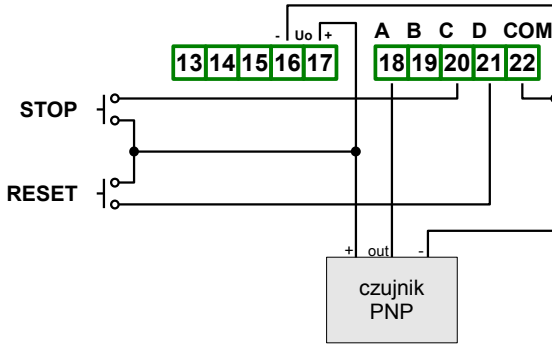 - Uo + A B C D COM
13 14 15 16 17 18 19 20 21 22
STOP
RESET
+ out -
czujnik
PNP